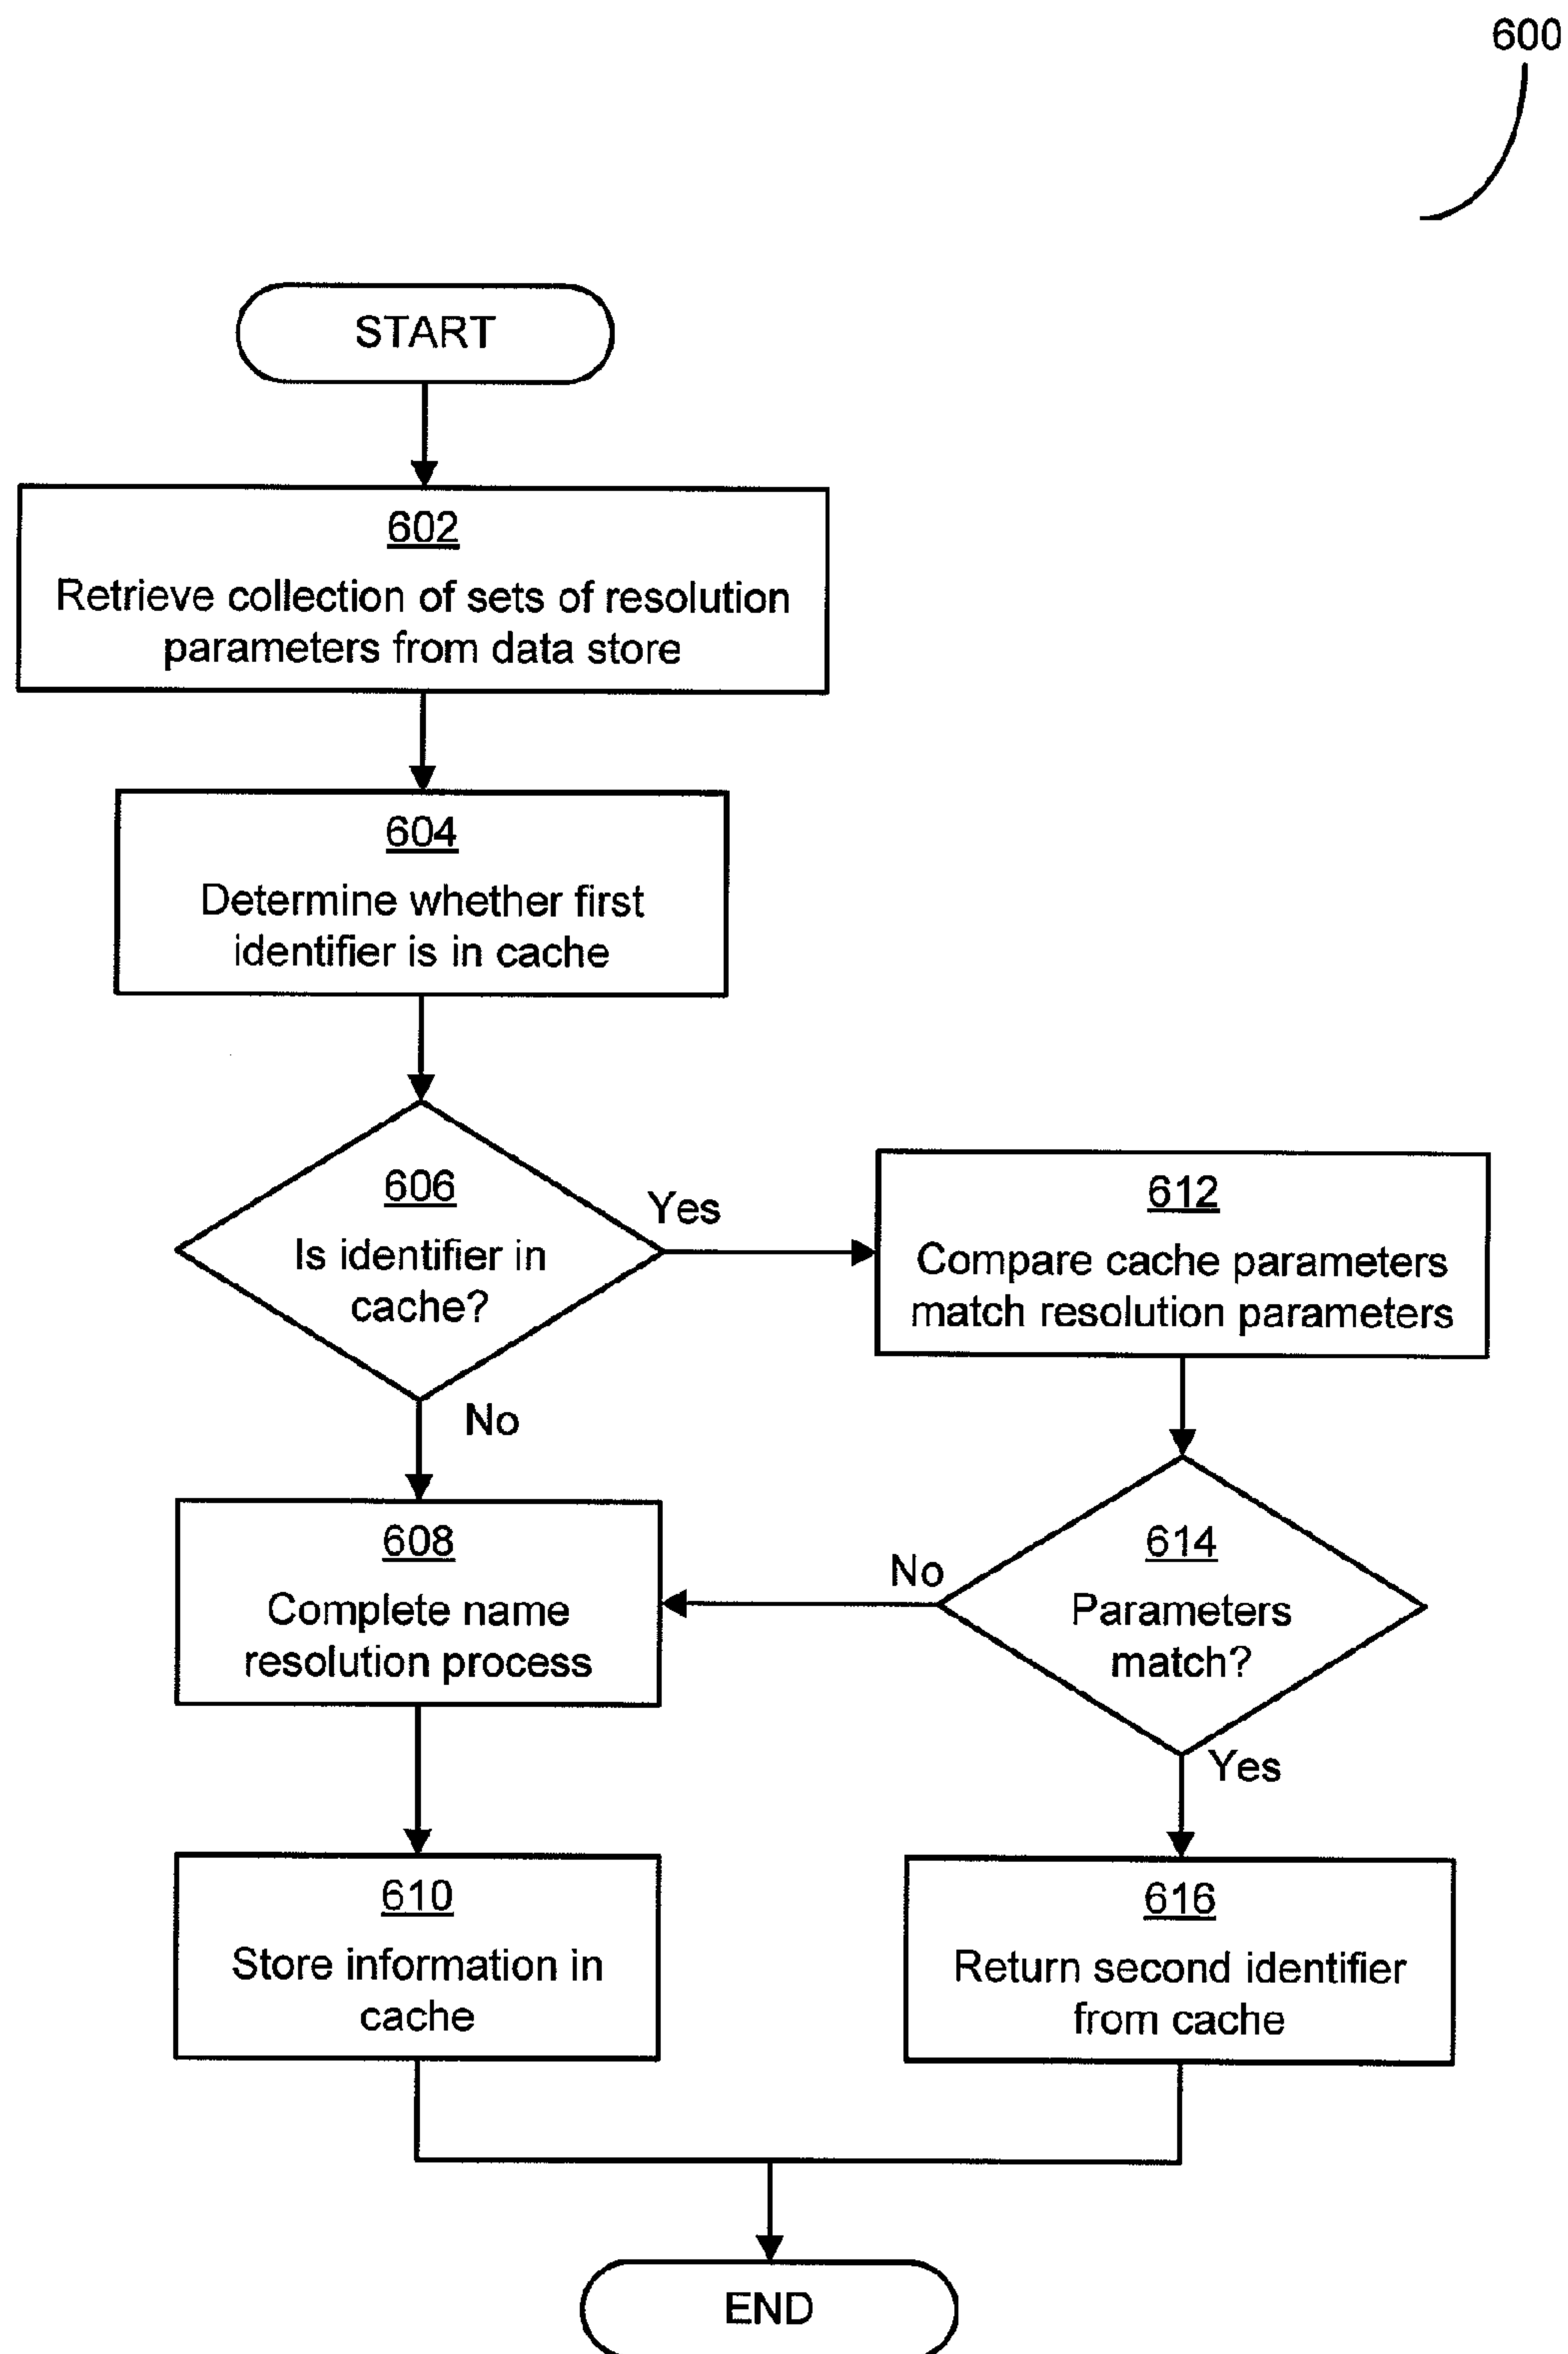 600
START
602
Retrieve collection of sets of resolution
parameters from data store
604
Determine whether first
identifier is in cache
606
Is identifier in
cache?
Yes
No
612
Compare cache parameters
match resolution parameters
614
Parameters
match?
No
Yes
608
Complete name
resolution process
610
Store information in
cache
616
Return second identifier
from cache
END